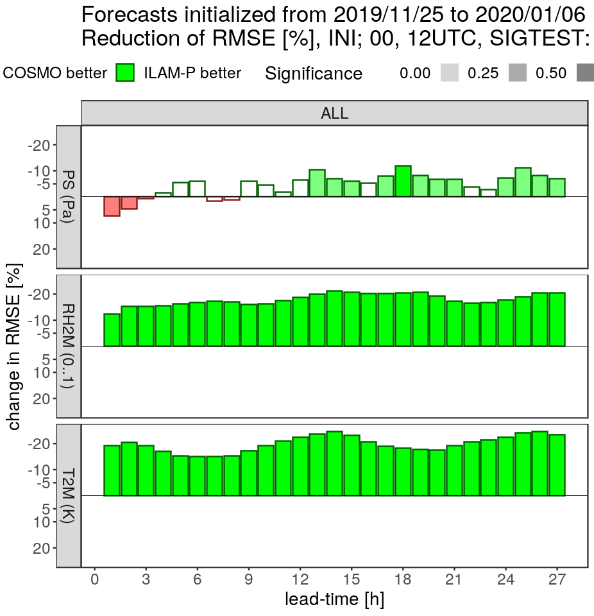 Forecasts initialized from 2019/11/25 to 2020/01/06
Reduction of RMSE [%], INI; 00, 12UTC, SIGTEST:
COSMO better ILAM-P better Significance 0.00 0.25 0.50
ALL
change in RMSE [%]
-20
-10
-5
5
10
20
PS (Pa)
-20
-10
-5
5
10
20
RH2M (0..1)
-20
-10
-5
5
10
20
T2M (K)
0 3 6 9 12 15 18 21 24 27
lead-time [h]